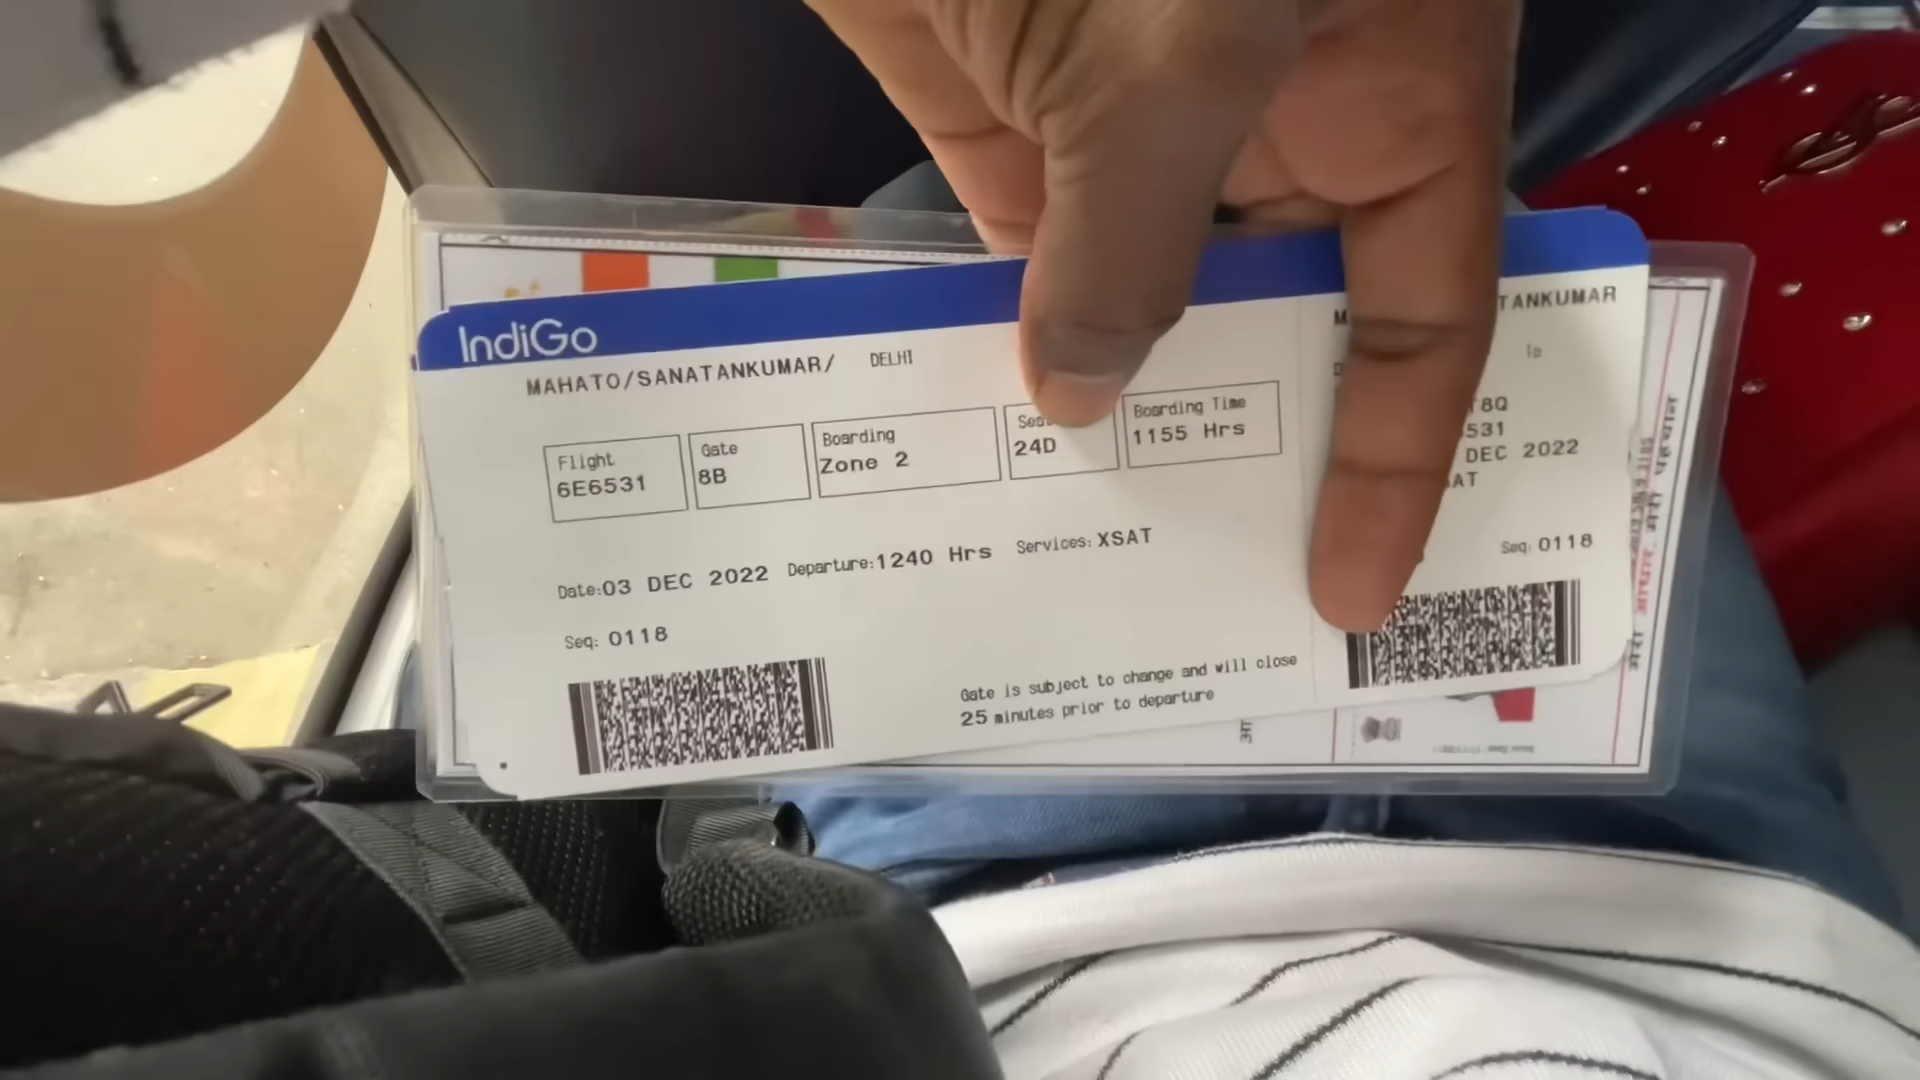 IndiGo
MAHATO/SANATANKUMAR/ DELHI
Flight
6E6531
Gate
8B
Boarding
Zone 2
24D
Boarding Time
1155 Hrs
Date:03 DEC 2022 Departure:1240 Hrs Services:XSAT
Seq: 0118
Gate is subject to change and will close
25 minutes prior to departure
TANKUMAR
To
8Q
531
DEC 2022
AT
Seq: 0118